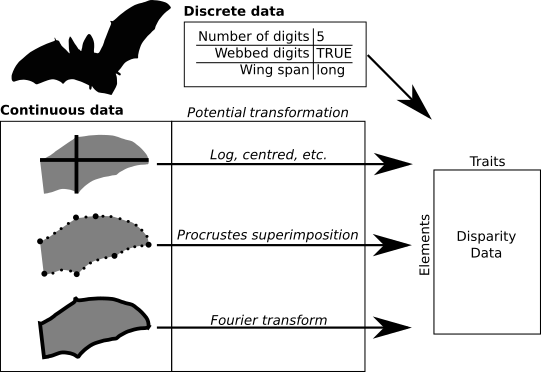 Discrete data
Number of digits 5
Webbed digits TRUE
Wing span long
Continuous data
Potential transformation
Log, centred, etc.
Procrustes superimposition
Fourier transform
Traits
Elements
Disparity
Data